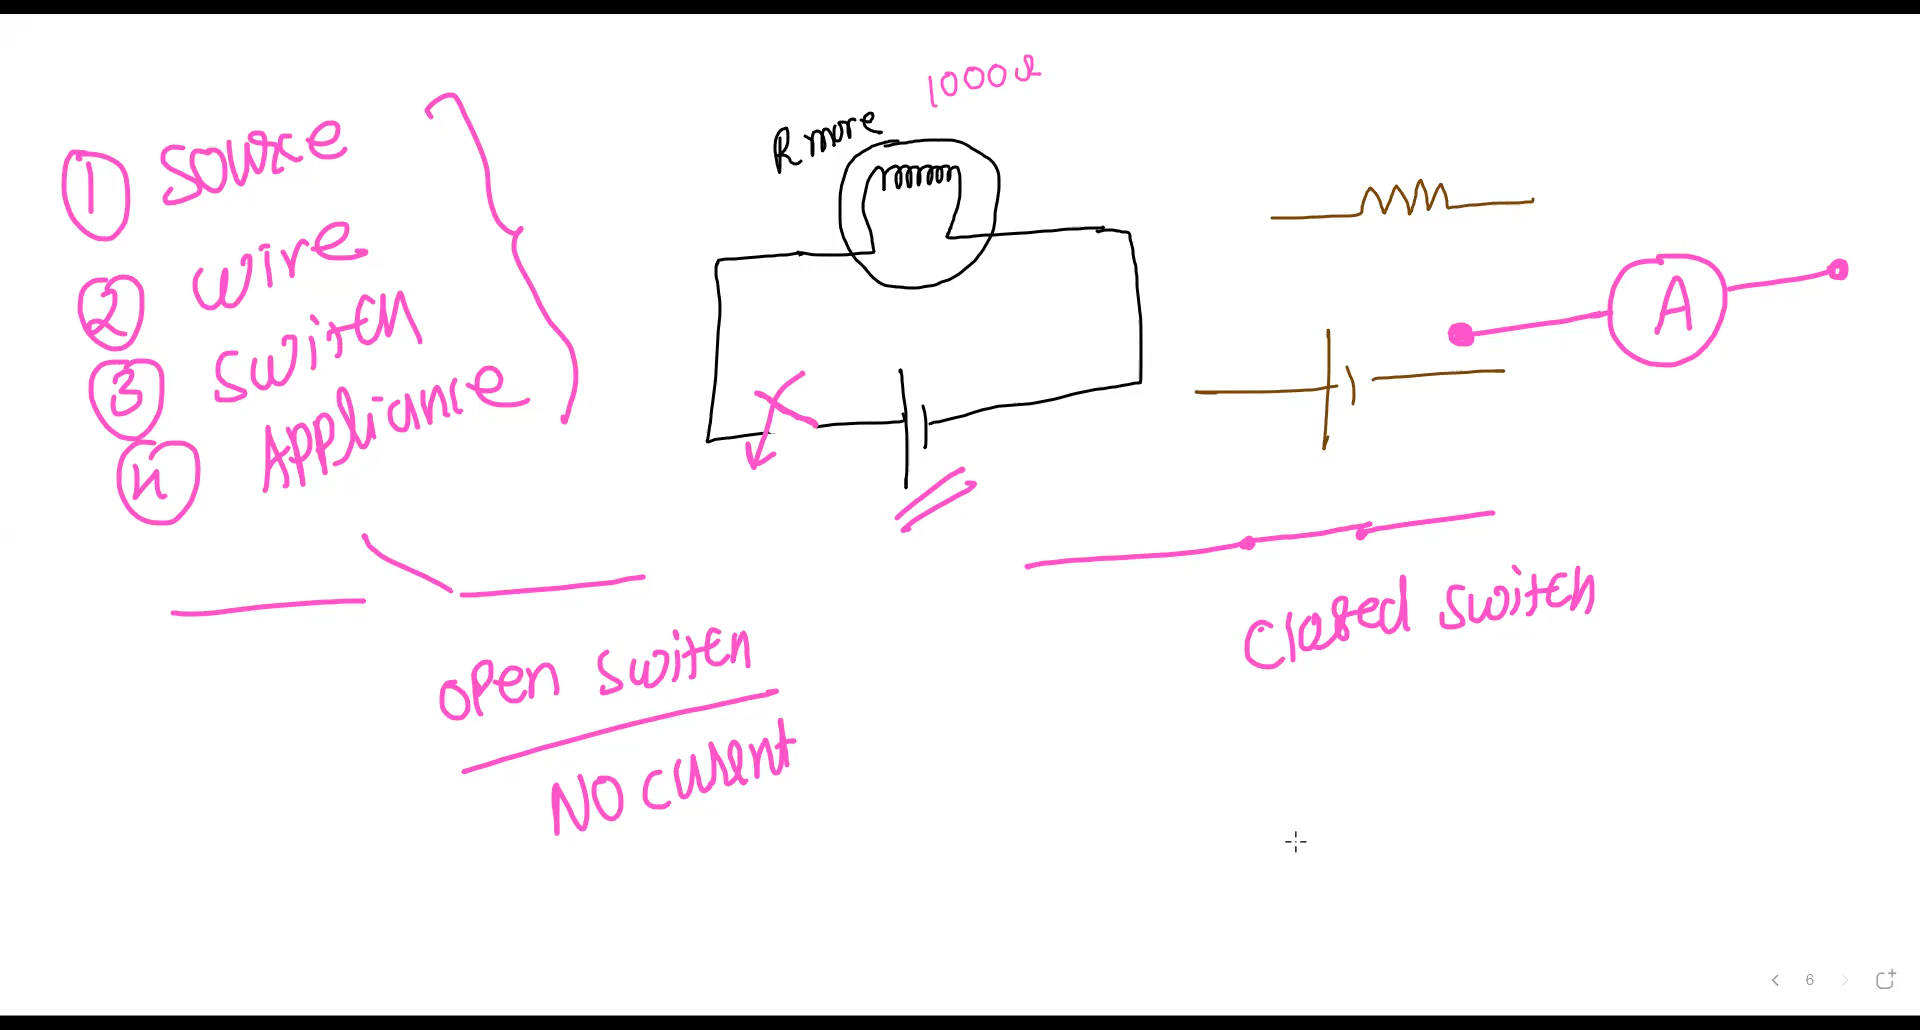 1 Source
2 wire
3 switch
4 Appliance
R more
1000Ω
A
open switch
No current
closed switch
6